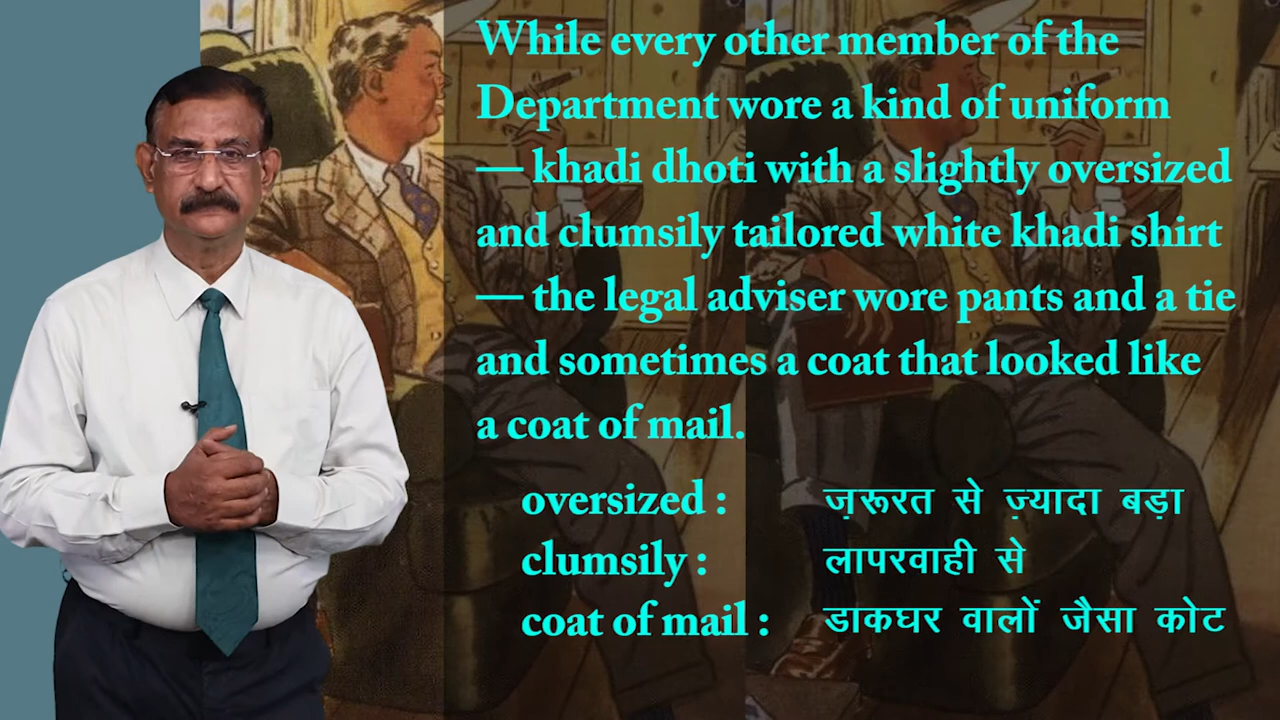 While every other member of the
Department wore a kind of uniform
— khadi dhoti with a slightly oversized
and clumsily tailored white khadi shirt
— the legal adviser wore pants and a tie
and sometimes a coat that looked like
a coat of mail.
oversized : ज़रूरत से ज़्यादा बड़ा
clumsily : लापरवाही से
coat of mail : डाकघर वालों जैसा कोट